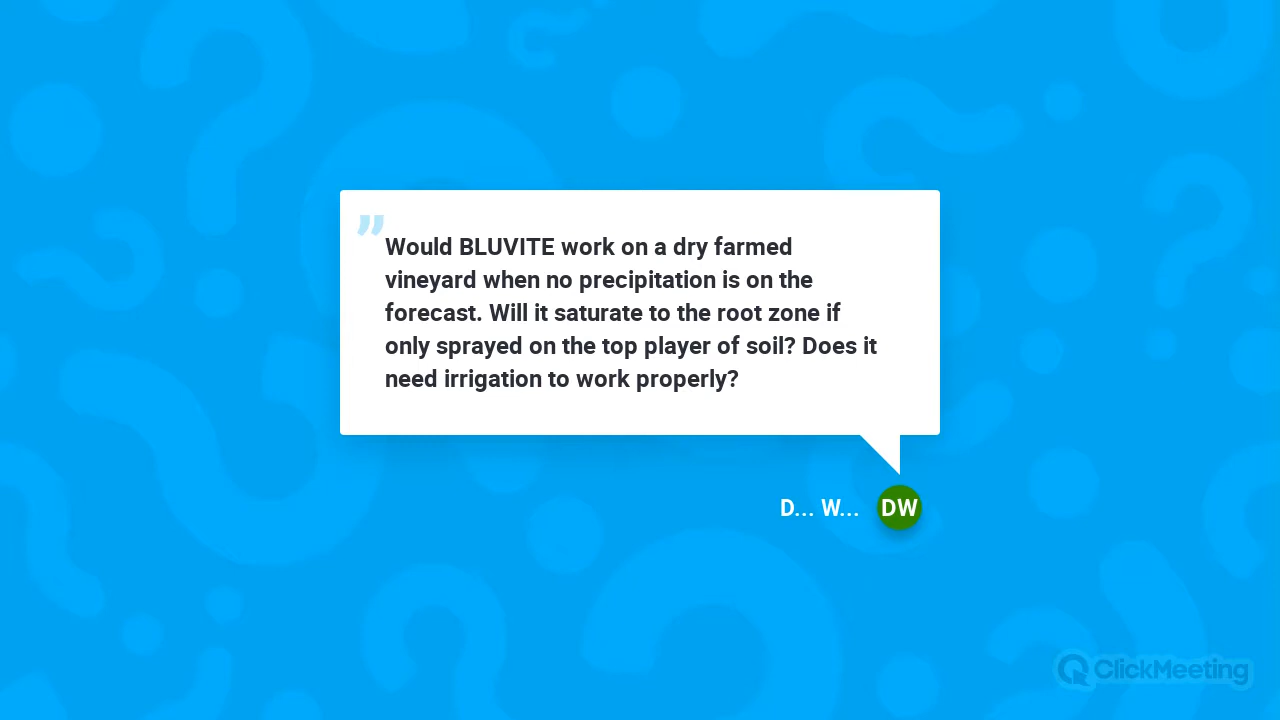 ”
Would BLUVITE work on a dry farmed
vineyard when no precipitation is on the
forecast. Will it saturate to the root zone if
only sprayed on the top player of soil? Does it
need irrigation to work properly?
D... W... DW
ClickMeeting